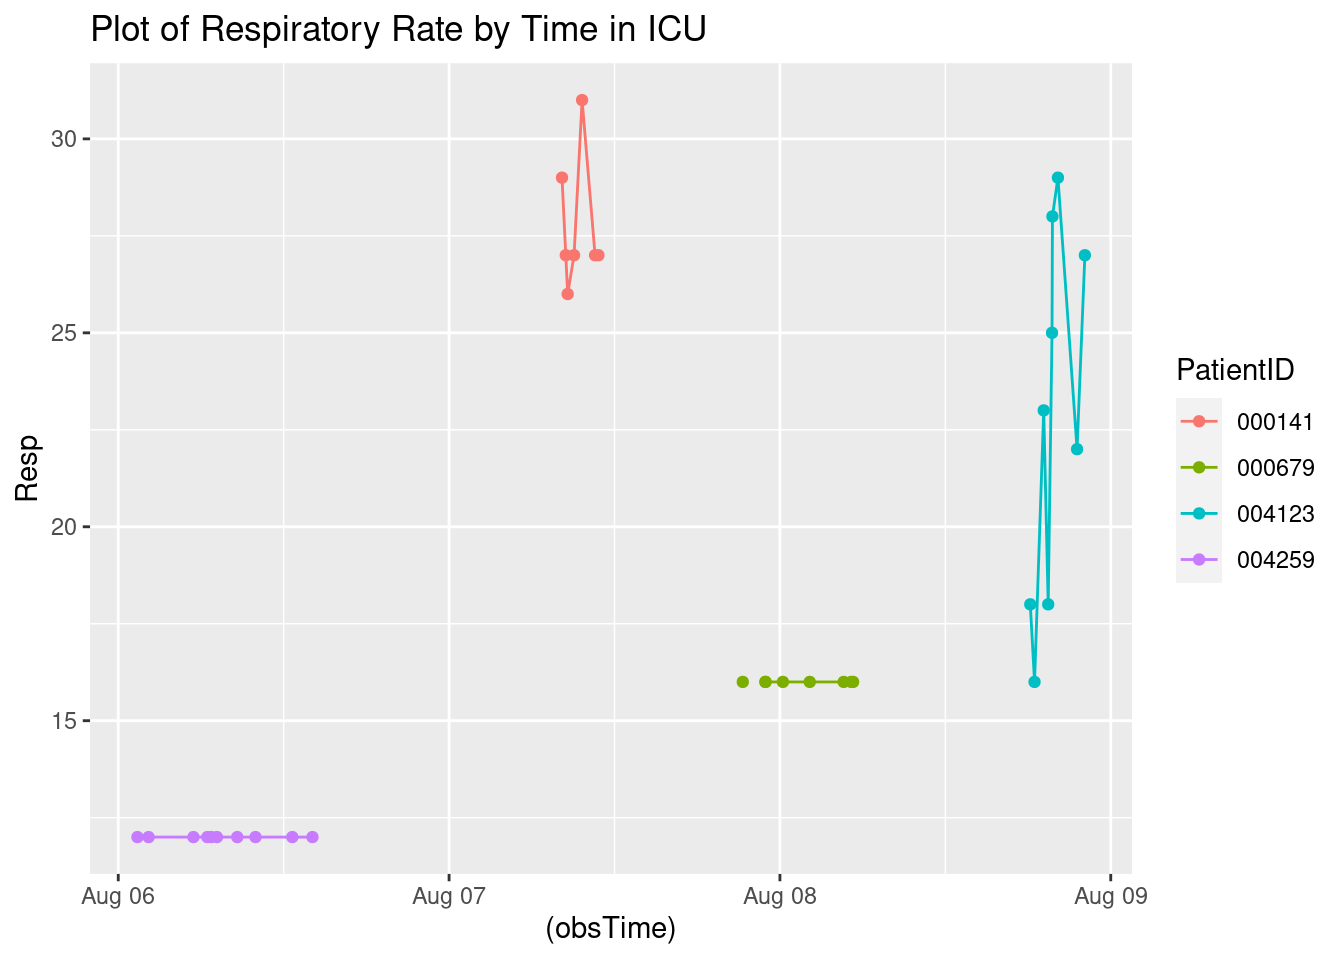 Plot of Respiratory Rate by Time in ICU
30
25
20
15
Resp
Aug 06
Aug 07
Aug 08
Aug 09
(obsTime)
PatientID
000141
000679
004123
004259